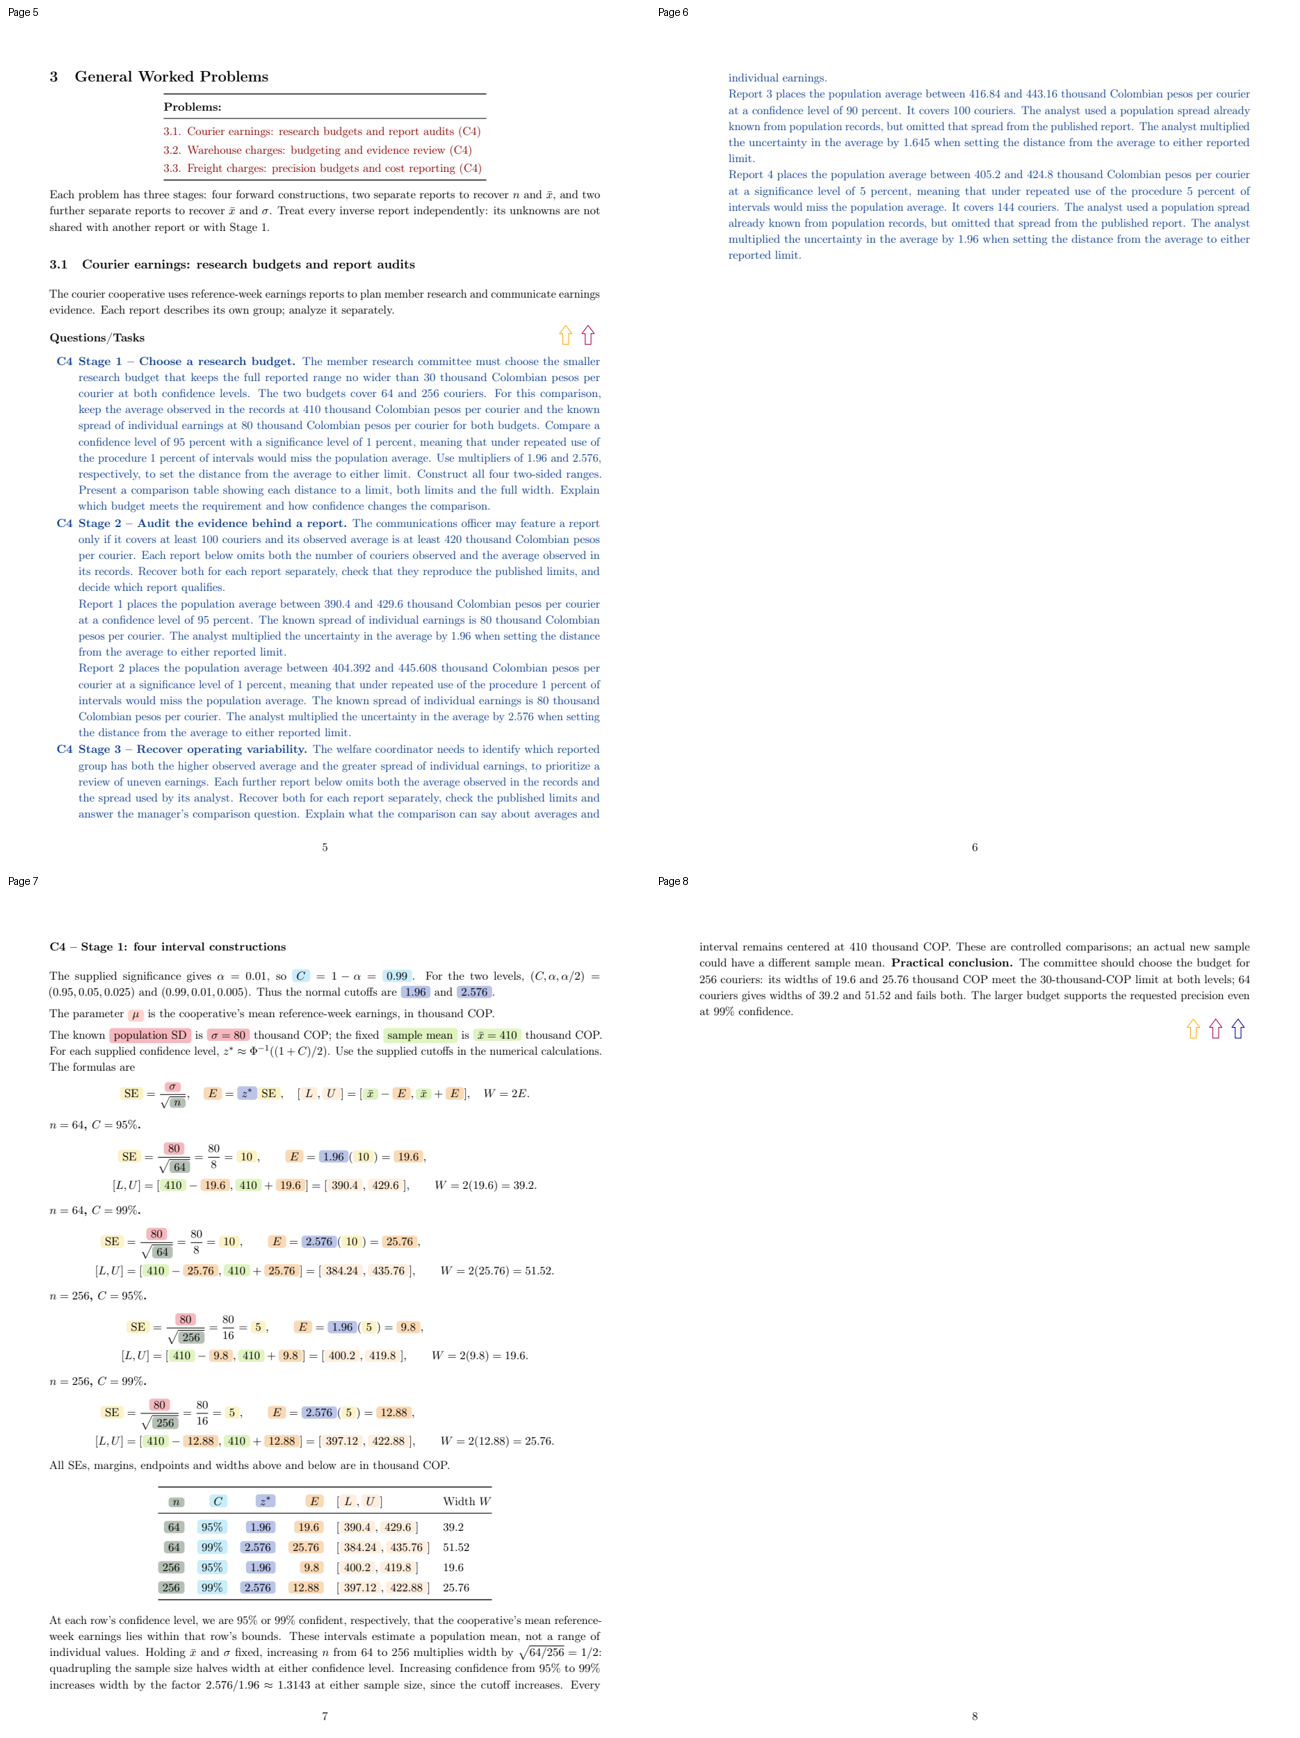 Page 5
3 General Worked Problems
Problems:
3.1. Courier earnings: research budgets and report audits (C4)
3.2. Warehouse charges: budgeting and evidence review (C4)
3.3. Freight charges: precision budgets and cost reporting (C4)
Each problem has three stages: four forward constructions, two separate reports to recover n and x̄, and two
further separate reports to recover x̄ and σ. Treat every inverse report independently: its unknowns are not
shared with another report or with Stage 1.
3.1 Courier earnings: research budgets and report audits
The courier cooperative uses reference-week earnings reports to plan member research and communicate earnings
evidence. Each report describes its own group; analyze it separately.
Questions/Tasks
C4 Stage 1 – Choose a research budget. The member research committee must choose the smaller
research budget that keeps the full reported range no wider than 30 thousand Colombian pesos per
courier at both confidence levels. The two budgets cover 64 and 256 couriers. For this comparison,
keep the average observed in the records at 410 thousand Colombian pesos per courier and the known
spread of individual earnings at 80 thousand Colombian pesos per courier for both budgets. Compare a
confidence level of 95 percent with a significance level of 1 percent, meaning that under repeated use of
the procedure 1 percent of intervals would miss the population average. Use multipliers of 1.96 and 2.576,
respectively, to set the distance from the average to either limit. Construct all four two-sided ranges.
Present a comparison table showing each distance to a limit, both limits and the full width. Explain
which budget meets the requirement and how confidence changes the comparison.
C4 Stage 2 – Audit the evidence behind a report. The communications officer may feature a report
only if it covers at least 100 couriers and its observed average is at least 420 thousand Colombian pesos
per courier. Each report below omits both the number of couriers observed and the average observed in
its records. Recover both for each report separately, check that they reproduce the published limits, and
decide which report qualifies.
Report 1 places the population average between 390.4 and 429.6 thousand Colombian pesos per courier
at a confidence level of 95 percent. The known spread of individual earnings is 80 thousand Colombian
pesos per courier. The analyst multiplied the uncertainty in the average by 1.96 when setting the distance
from the average to either reported limit.
Report 2 places the population average between 404.392 and 445.608 thousand Colombian pesos per
courier at a significance level of 1 percent, meaning that under repeated use of the procedure 1 percent of
intervals would miss the population average. The known spread of individual earnings is 80 thousand
Colombian pesos per courier. The analyst multiplied the uncertainty in the average by 2.576 when setting
the distance from the average to either reported limit.
C4 Stage 3 – Recover operating variability. The welfare coordinator needs to identify which reported
group has both the higher observed average and the greater spread of individual earnings, to prioritize a
review of uneven earnings. Each further report below omits both the average observed in the records and
the spread used by its analyst. Recover both for each report separately, check the published limits and
answer the manager's comparison question. Explain what the comparison can say about averages and
5
Page 6
individual earnings.
Report 3 places the population average between 416.84 and 443.16 thousand Colombian pesos per courier
at a confidence level of 90 percent. It covers 100 couriers. The analyst used a population spread already
known from population records, but omitted that spread from the published report. The analyst multiplied
the uncertainty in the average by 1.645 when setting the distance from the average to either reported
limit.
Report 4 places the population average between 405.2 and 424.8 thousand Colombian pesos per courier
at a significance level of 5 percent, meaning that under repeated use of the procedure 5 percent of
intervals would miss the population average. It covers 144 couriers. The analyst used a population spread
already known from population records, but omitted that spread from the published report. The analyst
multiplied the uncertainty in the average by 1.96 when setting the distance from the average to either
reported limit.
6
Page 7
C4 – Stage 1: four interval constructions
The supplied significance gives α = 0.01, so C = 1 − α = 0.99 . For the two levels, (C, α, α/2) =
(0.95, 0.05, 0.025) and (0.99, 0.01, 0.005). Thus the normal cutoffs are 1.96 and 2.576.
The parameter μ is the cooperative's mean reference-week earnings, in thousand COP.
The known population SD is σ = 80 thousand COP; the fixed sample mean is x̄ = 410 thousand COP.
For each supplied confidence level, z* ≈ Φ⁻¹((1 + C)/2). Use the supplied cutoffs in the numerical calculations.
The formulas are
SE = σ/√n, E = z* SE, [ L , U ] = [ x̄ − E , x̄ + E ], W = 2E.
n = 64, C = 95%.
SE = 80/√64 = 80/8 = 10 , E = 1.96 ( 10 ) = 19.6 ,
[L, U] = [ 410 − 19.6 , 410 + 19.6 ] = [ 390.4 , 429.6 ], W = 2(19.6) = 39.2.
n = 64, C = 99%.
SE = 80/√64 = 80/8 = 10 , E = 2.576 ( 10 ) = 25.76 ,
[L, U] = [ 410 − 25.76 , 410 + 25.76 ] = [ 384.24 , 435.76 ], W = 2(25.76) = 51.52.
n = 256, C = 95%.
SE = 80/√256 = 80/16 = 5 , E = 1.96 ( 5 ) = 9.8 ,
[L, U] = [ 410 − 9.8 , 410 + 9.8 ] = [ 400.2 , 419.8 ], W = 2(9.8) = 19.6.
n = 256, C = 99%.
SE = 80/√256 = 80/16 = 5 , E = 2.576 ( 5 ) = 12.88 ,
[L, U] = [ 410 − 12.88 , 410 + 12.88 ] = [ 397.12 , 422.88 ], W = 2(12.88) = 25.76.
All SEs, margins, endpoints and widths above and below are in thousand COP.
n C z* E [ L , U ] Width W
64 95% 1.96 19.6 [ 390.4 , 429.6 ] 39.2
64 99% 2.576 25.76 [ 384.24 , 435.76 ] 51.52
256 95% 1.96 9.8 [ 400.2 , 419.8 ] 19.6
256 99% 2.576 12.88 [ 397.12 , 422.88 ] 25.76
At each row's confidence level, we are 95% or 99% confident, respectively, that the cooperative's mean reference-
week earnings lies within that row's bounds. These intervals estimate a population mean, not a range of
individual values. Holding x̄ and σ fixed, increasing n from 64 to 256 multiplies width by √64/256 = 1/2:
quadrupling the sample size halves width at either confidence level. Increasing confidence from 95% to 99%
increases width by the factor 2.576/1.96 ≈ 1.3143 at either sample size, since the cutoff increases. Every
7
Page 8
interval remains centered at 410 thousand COP. These are controlled comparisons; an actual new sample
could have a different sample mean. Practical conclusion. The committee should choose the budget for
256 couriers: its widths of 19.6 and 25.76 thousand COP meet the 30-thousand-COP limit at both levels; 64
couriers gives widths of 39.2 and 51.52 and fails both. The larger budget supports the requested precision even
at 99% confidence.
8